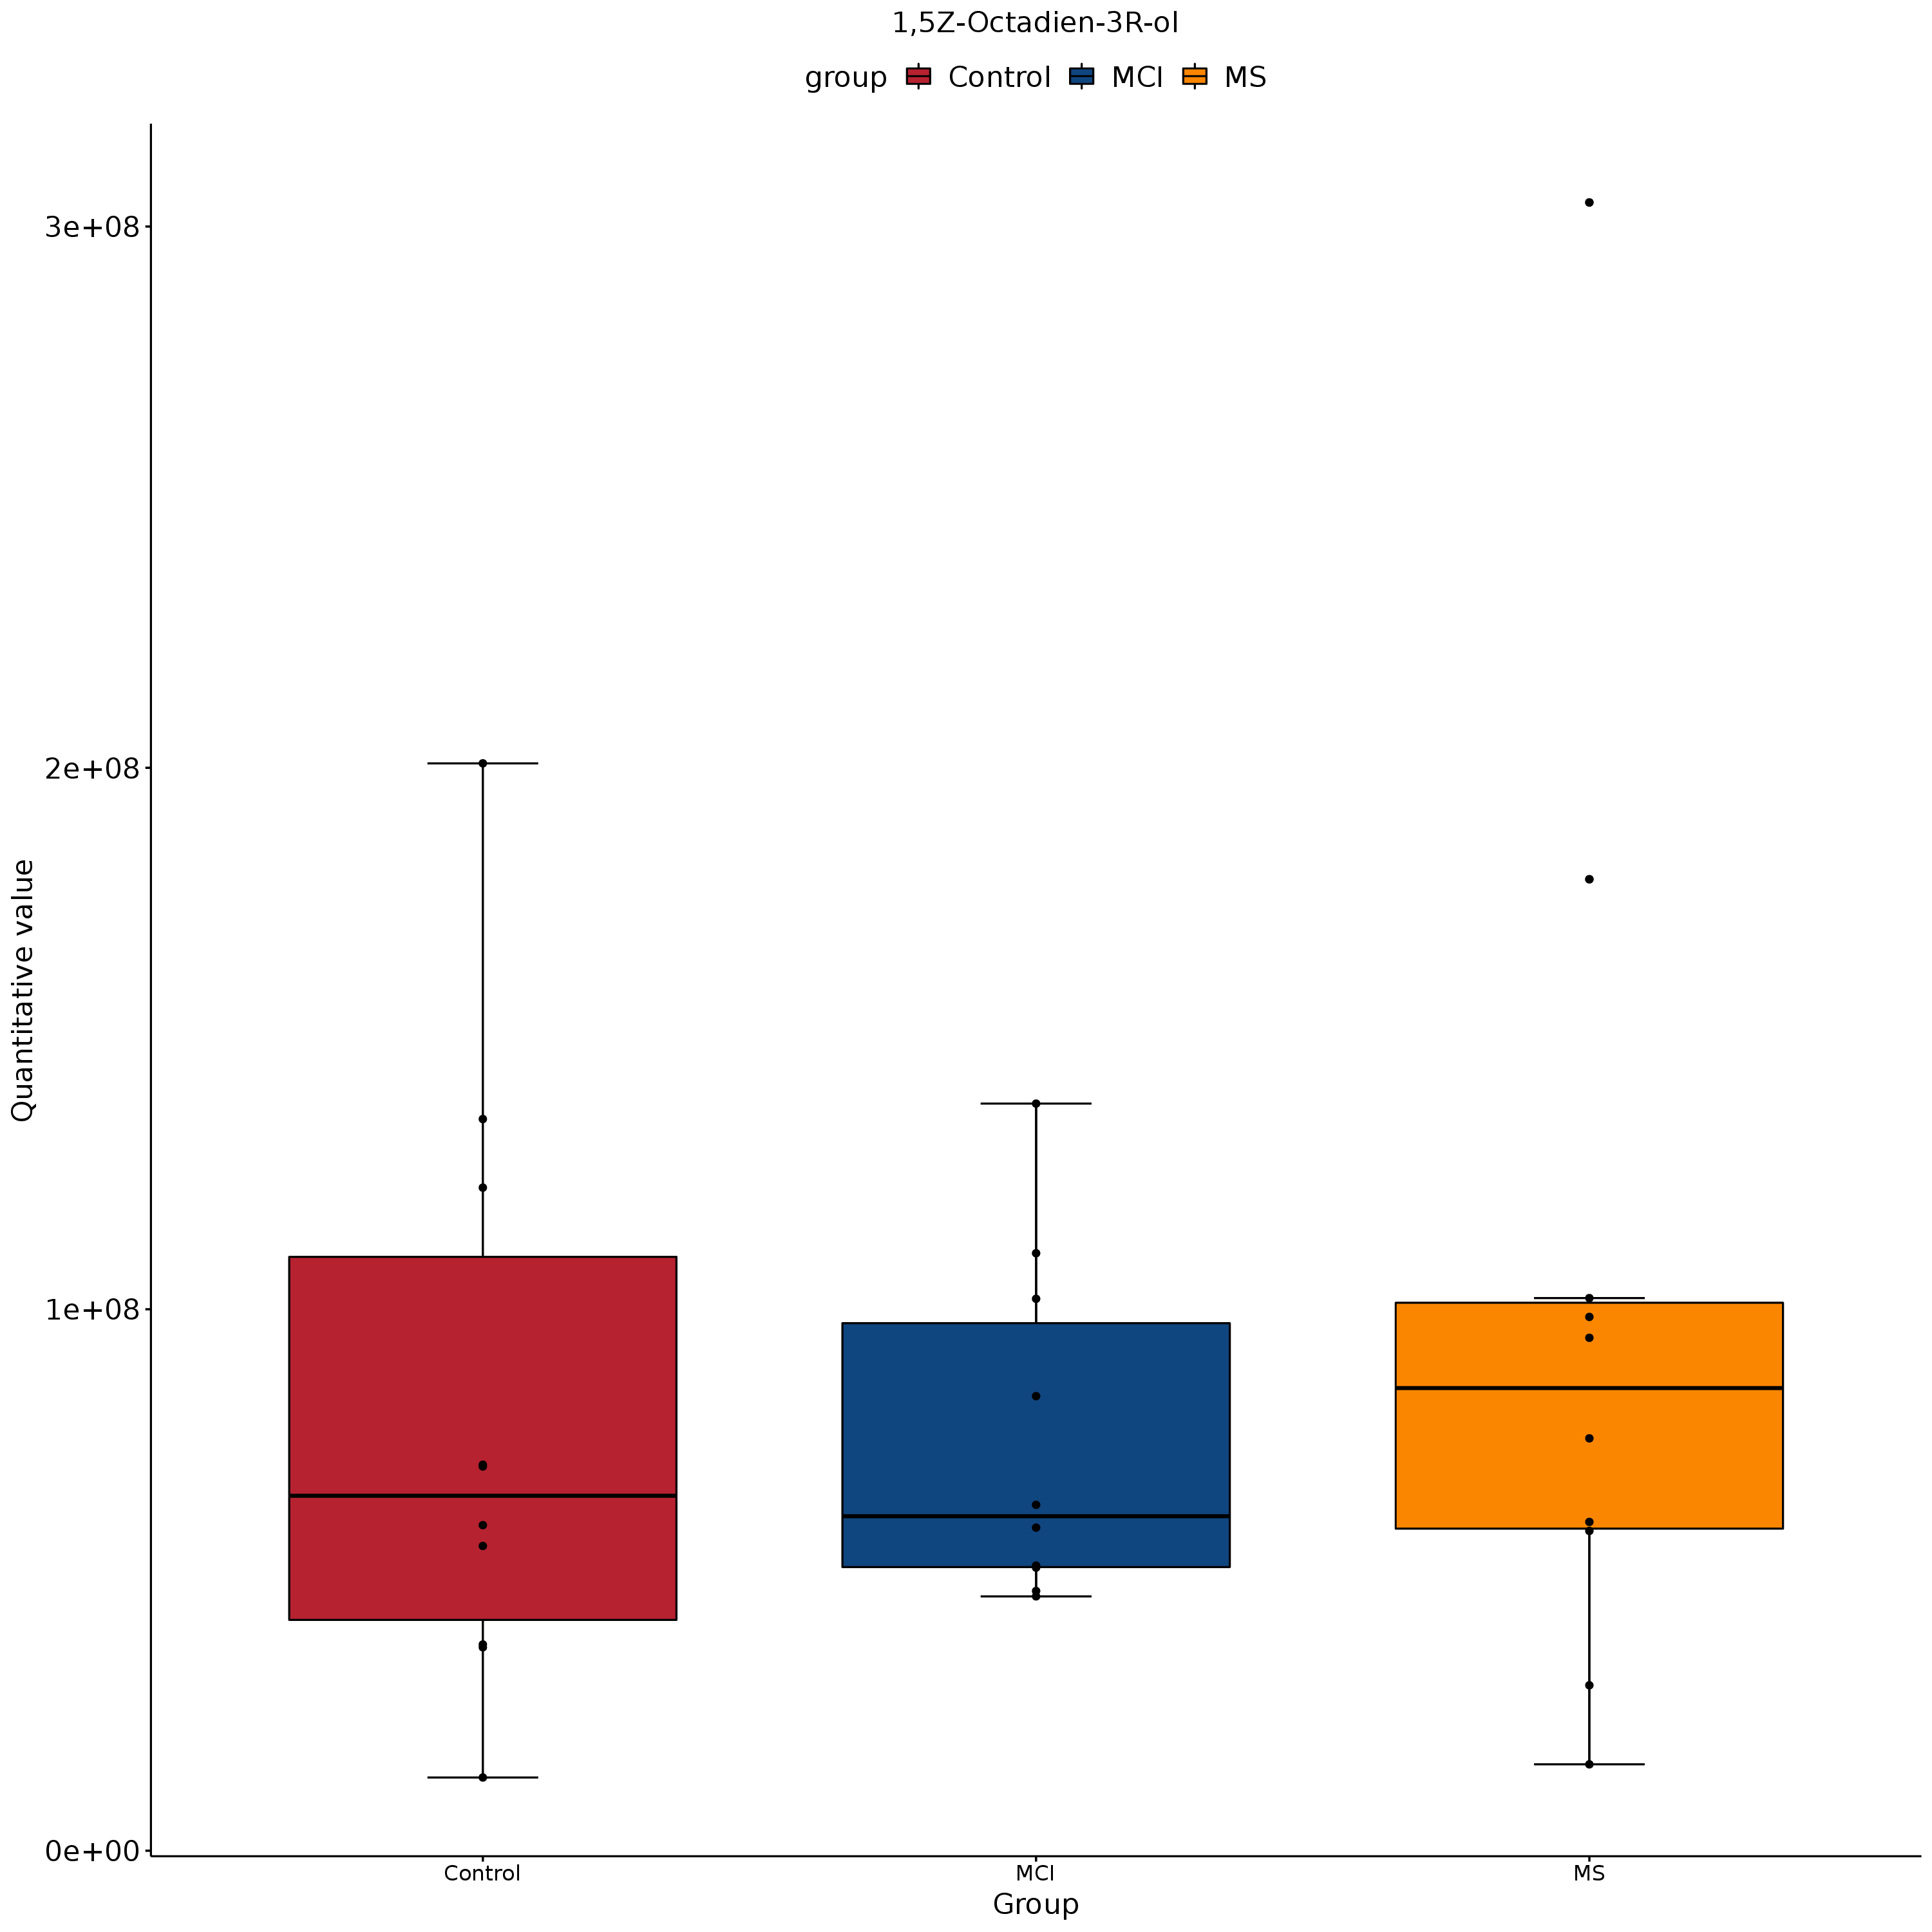 1,5Z-Octadien-3R-ol
group Control MCI MS
3e+08
2e+08
1e+08
0e+00
Quantitative value
Control MCI MS
Group